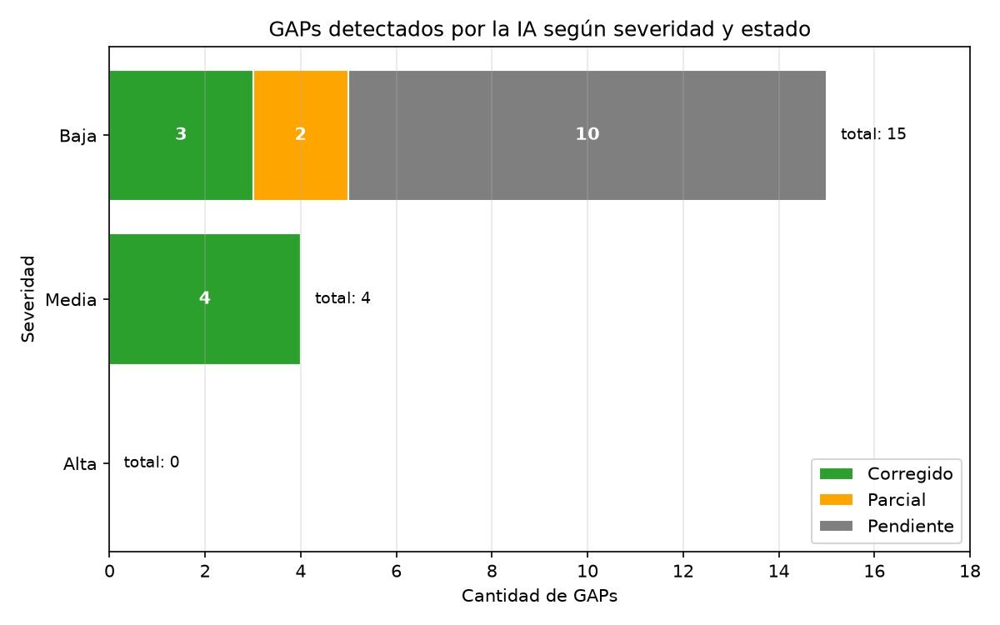 GAPs detectados por la IA según severidad y estado
Severidad
Baja
3
2
10
total: 15
Media
4
total: 4
Alta
total: 0
Corregido
Parcial
Pendiente
0 2 4 6 8 10 12 14 16 18
Cantidad de GAPs